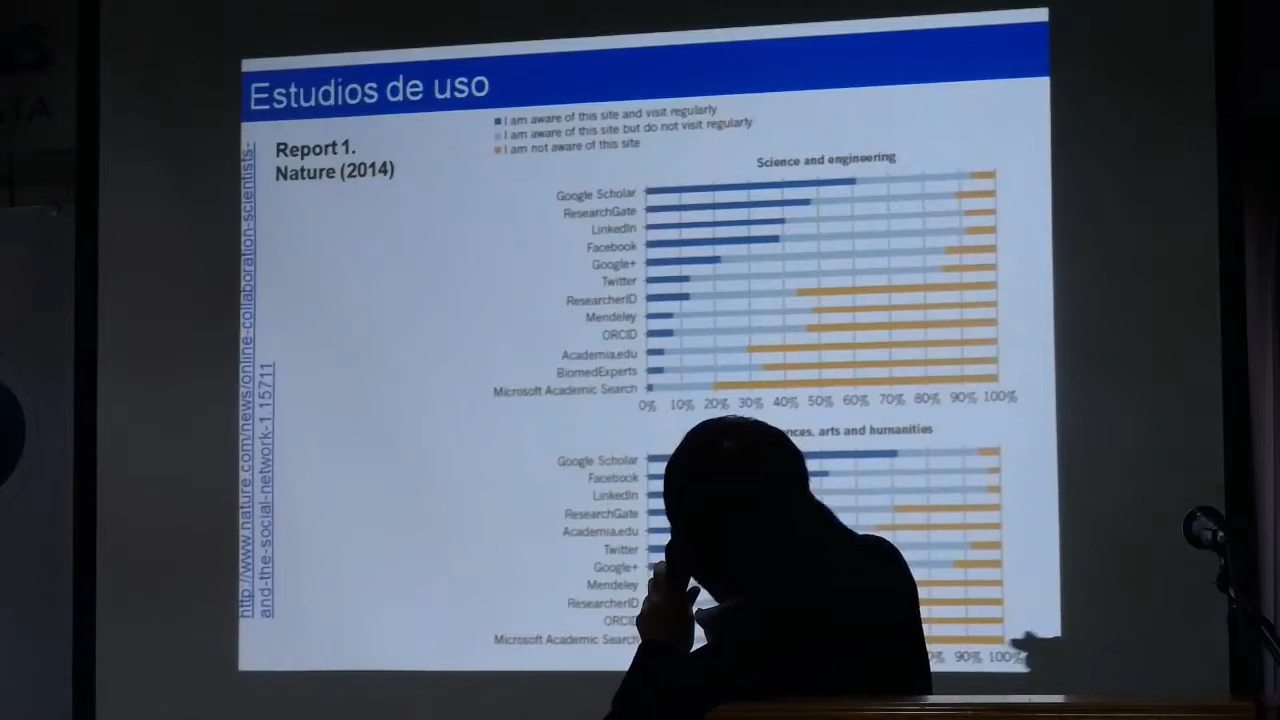 Estudios de uso
Report 1.
Nature (2014)
http://www.nature.com/news/online-collaboration-scientists-
and-the-social-network-1.15711
I am aware of this site and visit regularly
I am aware of this site but do not visit regularly
I am not aware of this site
Science and engineering
Google Scholar
ResearchGate
LinkedIn
Facebook
Google+
Twitter
ResearcherID
Mendeley
ORCID
Academia.edu
BiomedExperts
Microsoft Academic Search
0% 10% 20% 30% 40% 50% 60% 70% 80% 90% 100%
arts and humanities
Google Scholar
Facebook
LinkedIn
ResearchGate
Academia.edu
Twitter
Google+
Mendeley
ResearcherID
ORCID
Microsoft Academic Search
90% 100%